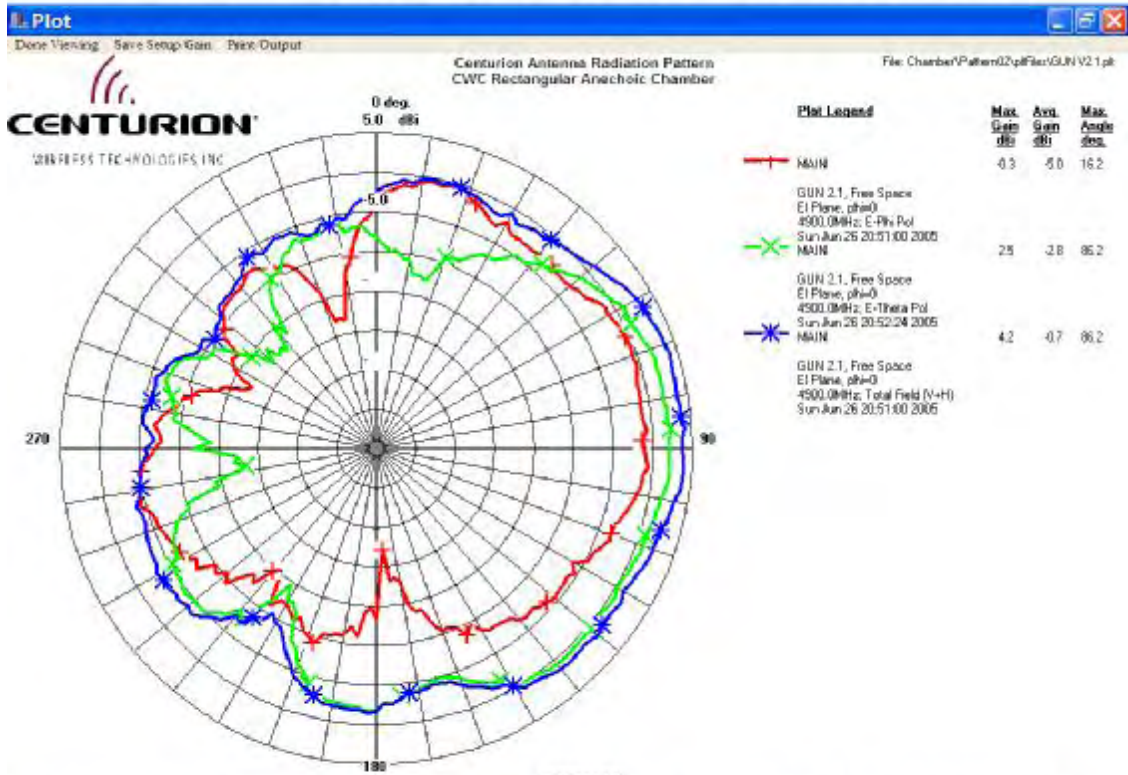 Plot
Done Viewing Save Setup/Gain Print/Output
Centurion Antenna Radiation Pattern
CWC Rectangular Anechoic Chamber
File: Chamber\Pattern02\pltFiles\GUN V2 1.plt
CENTURION
WIRELESS TECHNOLOGIES, INC.
0 deg.
5.0 dBi
-5.0
270
90
180
Plot Legend
Max. Gain dBi
Avg. Gain dBi
Max. Angle deg.
MAIN -0.3 -5.0 16.2
GUN 2.1, Free Space
El Plane, phi=0
4900.0MHz; E-Phi Pol
Sun Jun 26 20:51:00 2005
MAIN 2.5 -2.8 86.2
GUN 2.1, Free Space
El Plane, phi=0
4900.0MHz; E-Theta Pol
Sun Jun 26 20:52:24 2005
MAIN 4.2 -0.7 86.2
GUN 2.1, Free Space
El Plane, phi=0
4900.0MHz; Total Field (V+H)
Sun Jun 26 20:51:00 2005